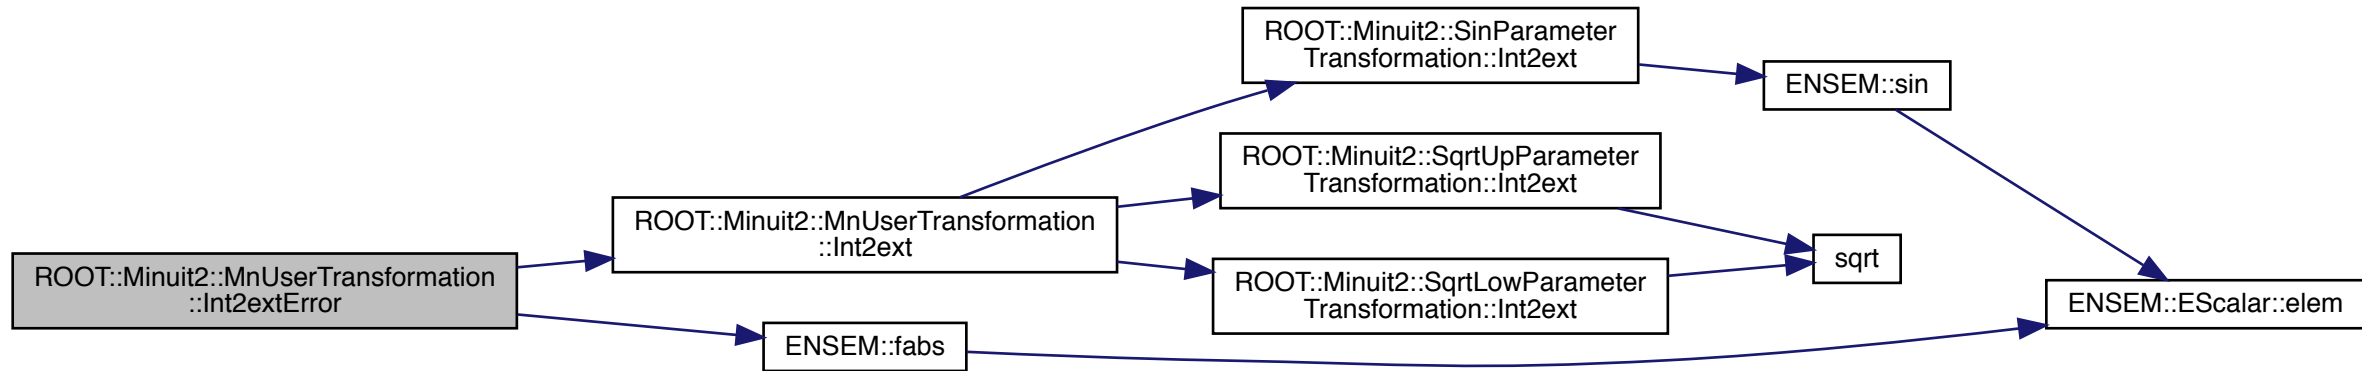 ROOT::Minuit2::MnUserTransformation
::Int2extError
ROOT::Minuit2::MnUserTransformation
::Int2ext
ENSEM::fabs
ROOT::Minuit2::SinParameter
Transformation::Int2ext
ROOT::Minuit2::SqrtUpParameter
Transformation::Int2ext
ROOT::Minuit2::SqrtLowParameter
Transformation::Int2ext
ENSEM::sin
sqrt
ENSEM::EScalar::elem